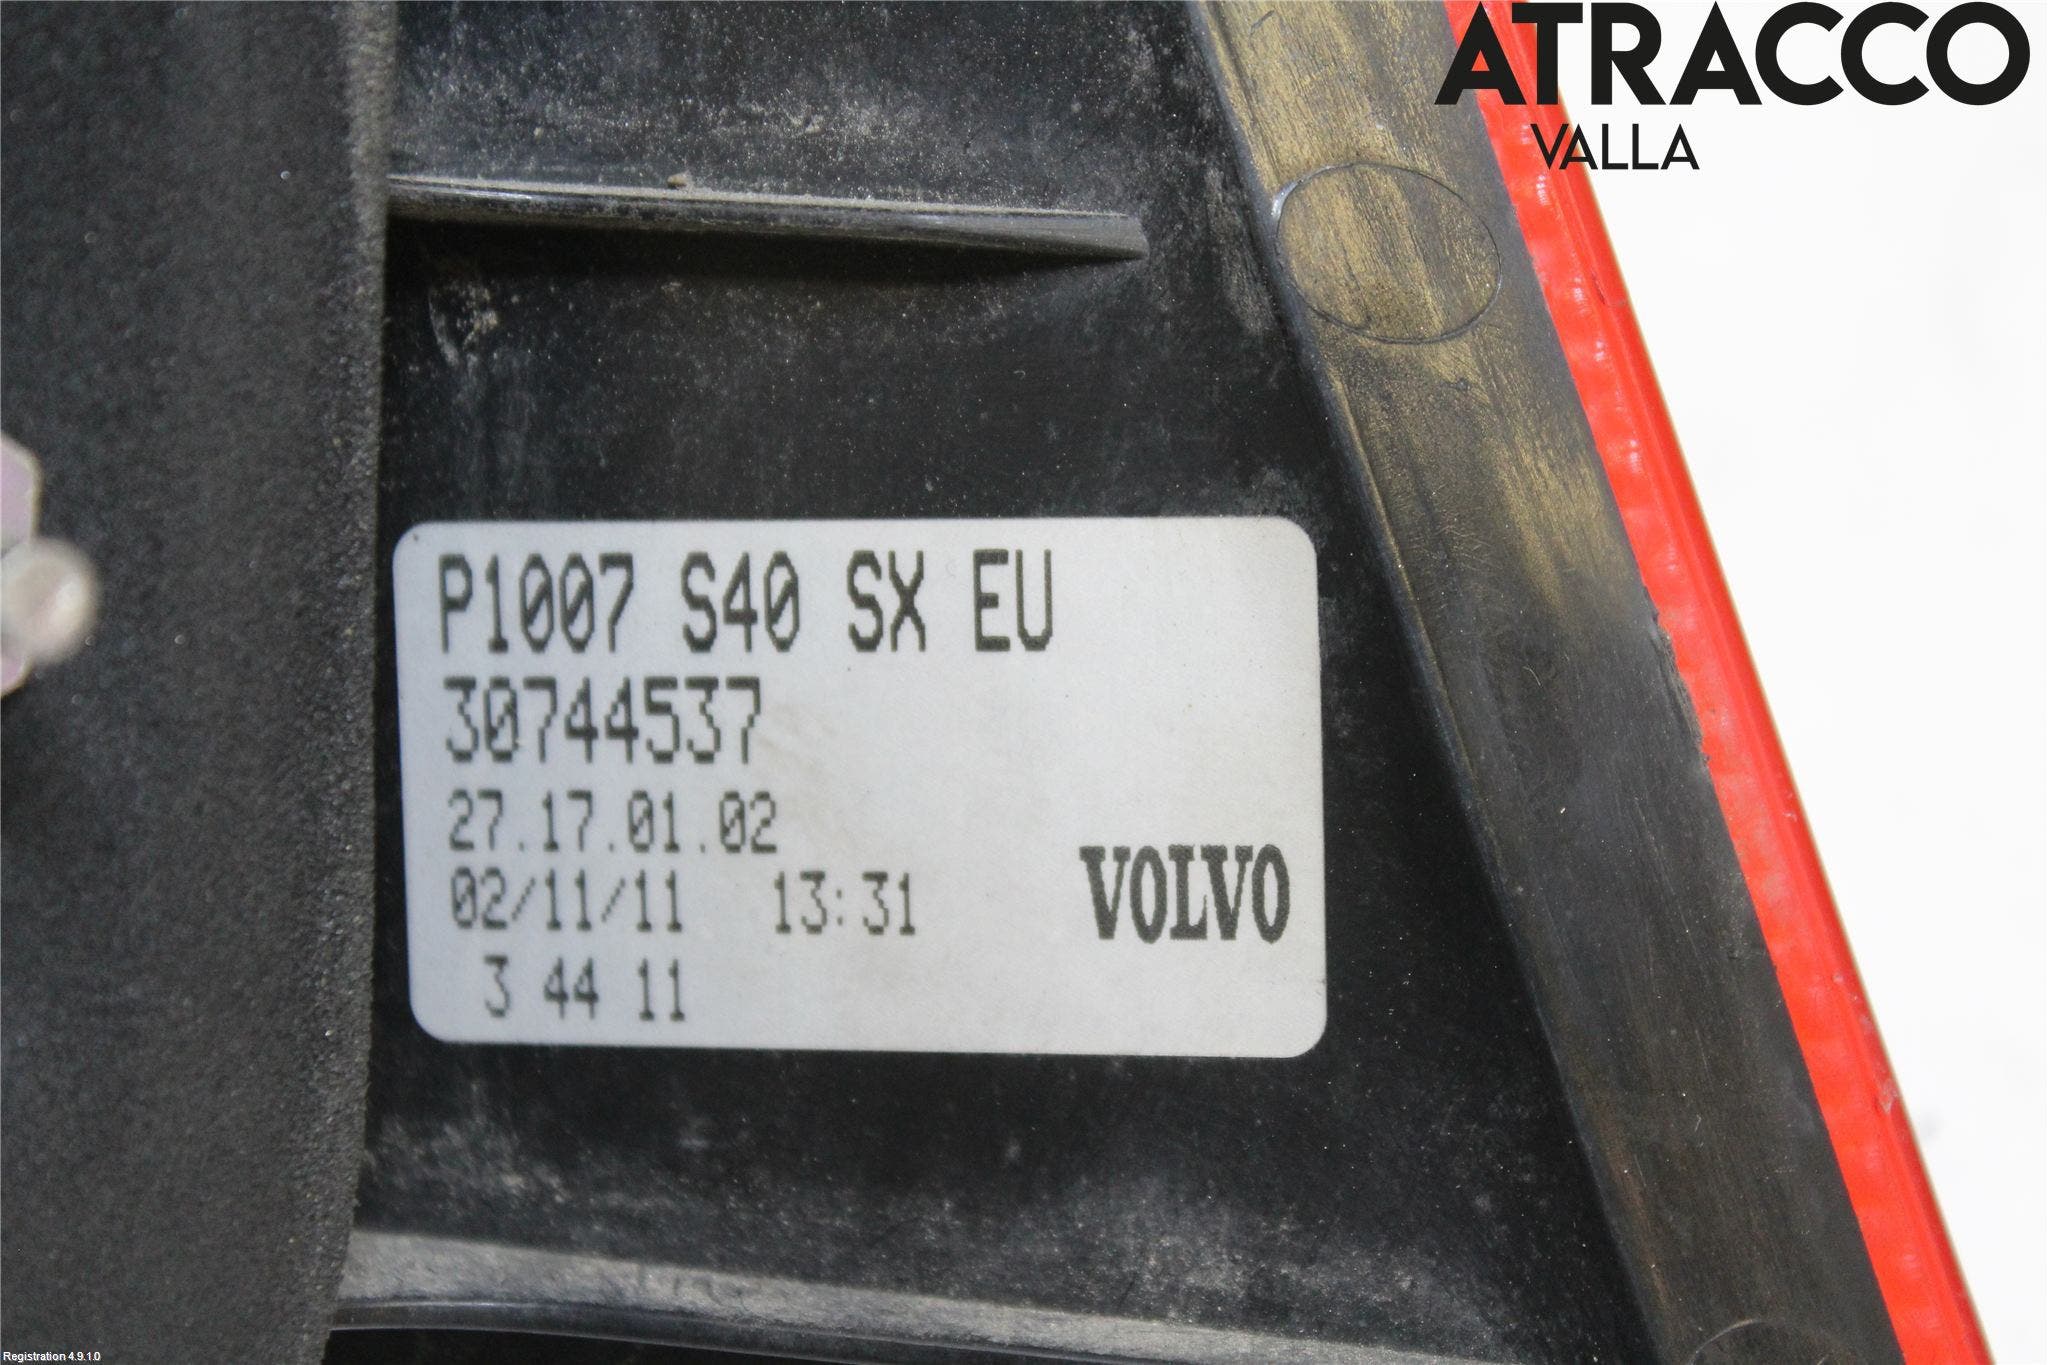 ATRACCO
VALLA
P1007 S40 SX EU
30744537
27.17.01.02
02/11/11 13:31
VOLVO
3 44 11
Registration 4.9.1.0